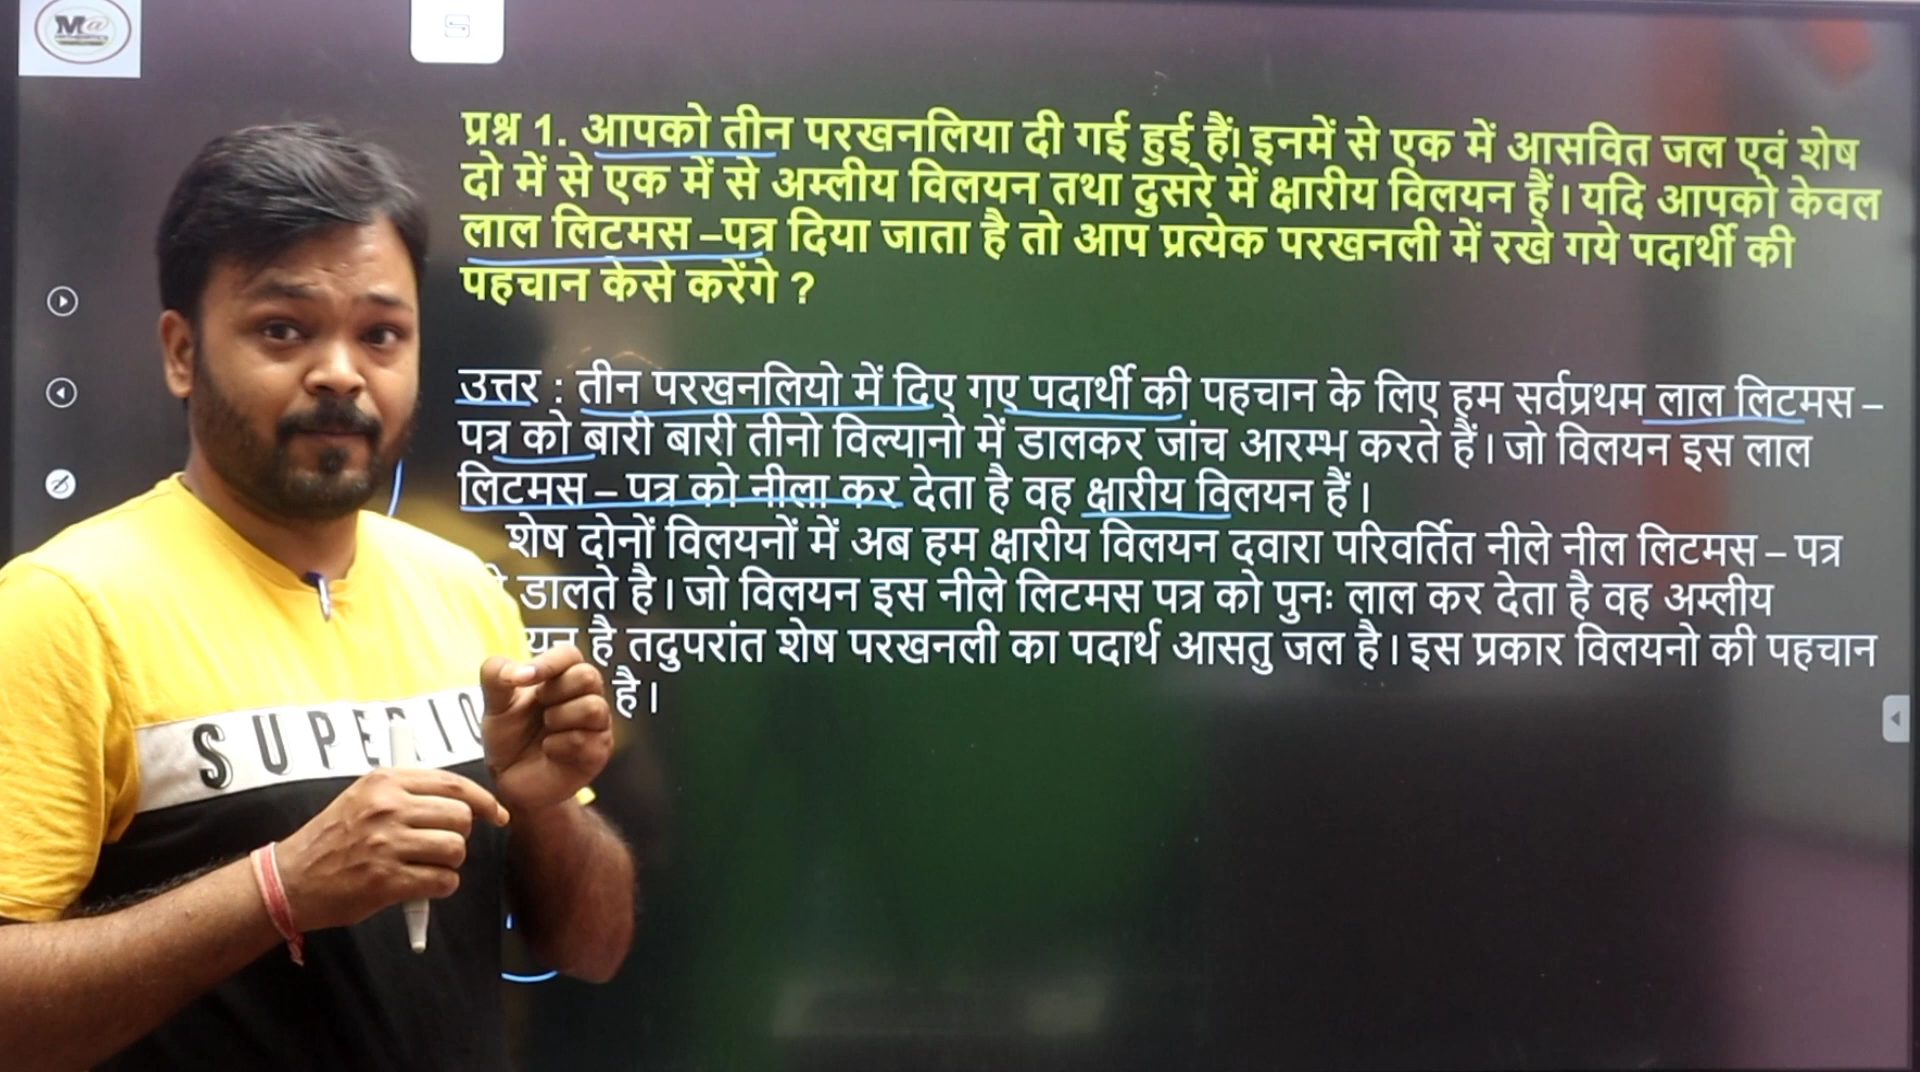 M@
प्रश्न 1. आपको तीन परखनलिया दी गई हुई हैं। इनमें से एक में आसवित जल एवं शेष
दो में से एक में से अम्लीय विलयन तथा दुसरे में क्षारीय विलयन हैं। यदि आपको केवल
लाल लिटमस –पत्र दिया जाता है तो आप प्रत्येक परखनली में रखे गये पदार्थी की
पहचान केसे करेंगे ?
उत्तर : तीन परखनलियो में दिए गए पदार्थी की पहचान के लिए हम सर्वप्रथम लाल लिटमस –
पत्र को बारी बारी तीनो विल्यानो में डालकर जांच आरम्भ करते हैं। जो विलयन इस लाल
लिटमस – पत्र को नीला कर देता है वह क्षारीय विलयन हैं।
शेष दोनों विलयनों में अब हम क्षारीय विलयन दवारा परिवर्तित नीले नील लिटमस – पत्र
डालते है। जो विलयन इस नीले लिटमस पत्र को पुनः लाल कर देता है वह अम्लीय
है तदुपरांत शेष परखनली का पदार्थ आसतु जल है। इस प्रकार विलयनो की पहचान
है।
SUPERIO